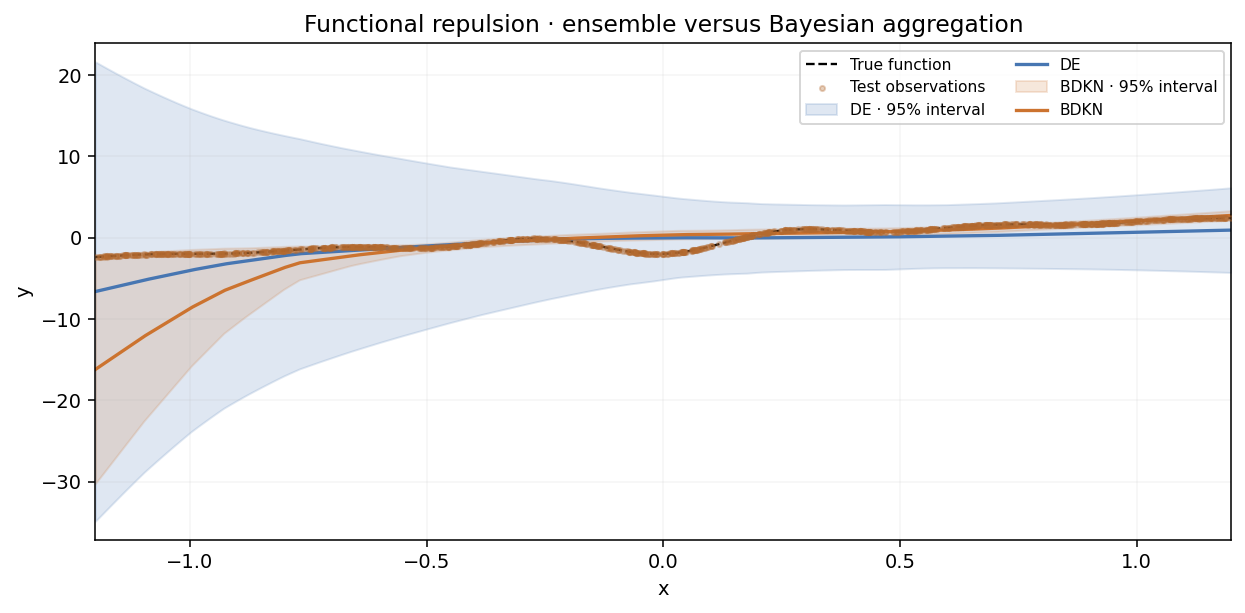 Functional repulsion · ensemble versus Bayesian aggregation
True function
Test observations
DE · 95% interval
DE
BDKN · 95% interval
BDKN
y
20
10
0
−10
−20
−30
−1.0
−0.5
0.0
0.5
1.0
x